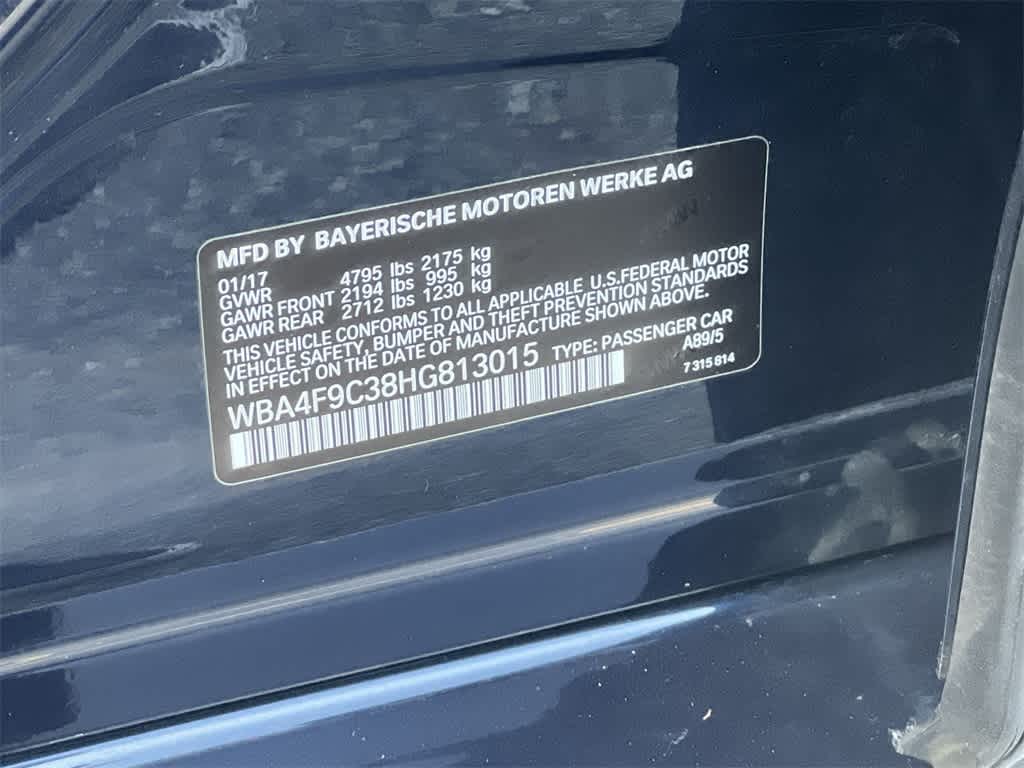 MFD BY BAYERISCHE MOTOREN WERKE AG
01/17
GVWR 4795 lbs 2175 kg
GAWR FRONT 2194 lbs 995 kg
GAWR REAR 2712 lbs 1230 kg
THIS VEHICLE CONFORMS TO ALL APPLICABLE U.S.FEDERAL MOTOR
VEHICLE SAFETY, BUMPER AND THEFT PREVENTION STANDARDS
IN EFFECT ON THE DATE OF MANUFACTURE SHOWN ABOVE.
WBA4F9C38HG813015 TYPE: PASSENGER CAR
A89/5
7 315 814